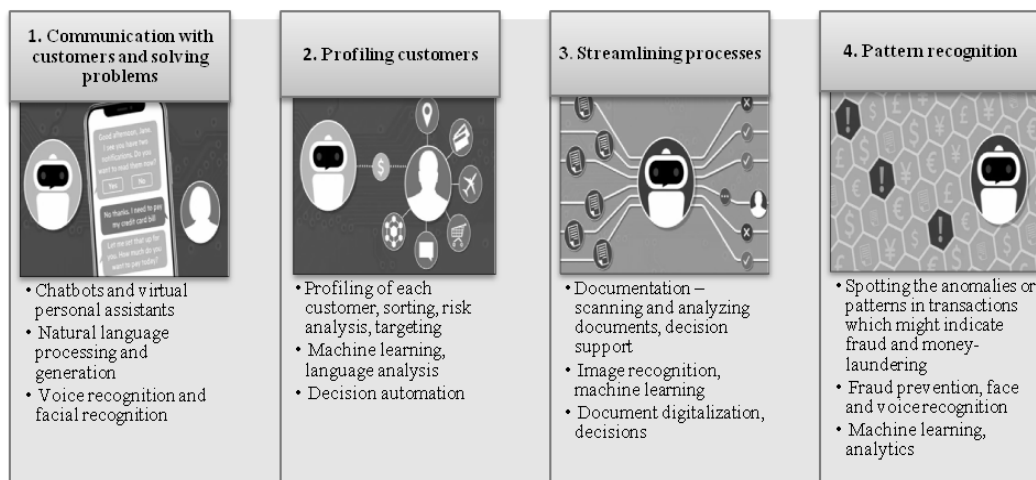 1. Communication with
customers and solving
problems
Good afternoon, Jane.
I see you have two
notifications. Do you
want to read them now?
Yes No
No thanks. I need to pay
my credit card bill
Let me set that up for
you. How much do you
want to pay today?
• Chatbots and virtual
personal assistants
• Natural language
processing and
generation
• Voice recognition and
facial recognition
2. Profiling customers
$
• Profiling of each
customer, sorting, risk
analysis, targeting
• Machine learning,
language analysis
• Decision automation
3. Streamlining processes
• Documentation –
scanning and analyzing
documents, decision
support
• Image recognition,
machine learning
• Document digitalization,
decisions
4. Pattern recognition
• Spotting the anomalies or
patterns in transactions
which might indicate
fraud and money-
laundering
• Fraud prevention, face
and voice recognition
• Machine learning,
analytics